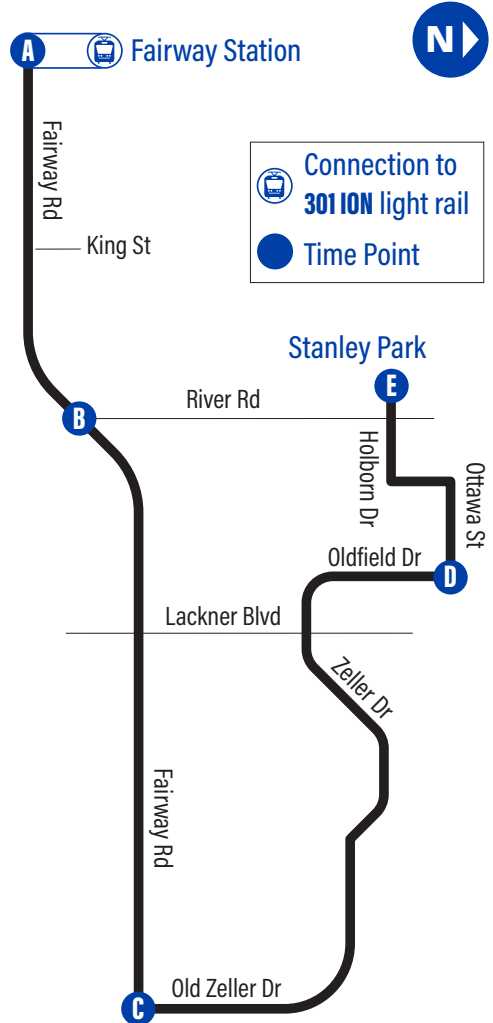 A
Fairway Station
N
Fairway Rd
Connection to
301 ION light rail
Time Point
King St
Stanley Park
E
River Rd
B
Holborn Dr
Ottawa St
Oldfield Dr
D
Lackner Blvd
Zeller Dr
Fairway Rd
Old Zeller Dr
C